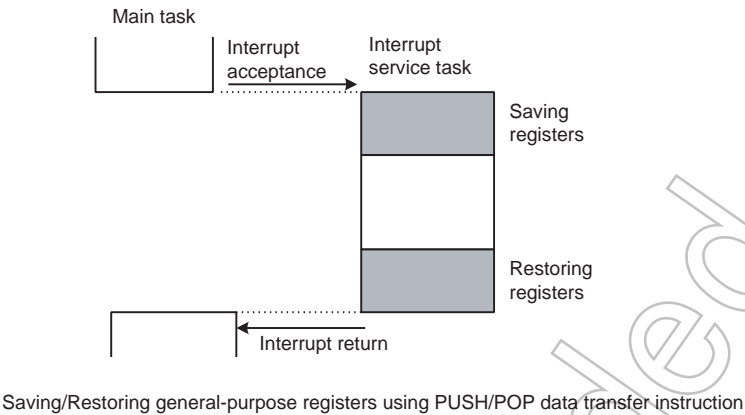 Main task
Interrupt
acceptance
Interrupt
service task
Saving
registers
Restoring
registers
Interrupt return
Saving/Restoring general-purpose registers using PUSH/POP data transfer instruction
ded